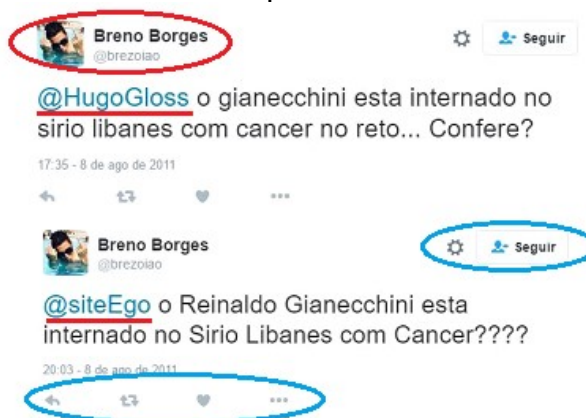 Breno Borges
@brezoiao
Seguir
@HugoGloss o gianecchini esta internado no
sirio libanes com cancer no reto... Confere?
17:35 - 8 de ago de 2011
Breno Borges
@brezoiao
Seguir
@siteEgo o Reinaldo Gianecchini esta
internado no Sirio Libanes com Cancer????
20:03 - 8 de ago de 2011